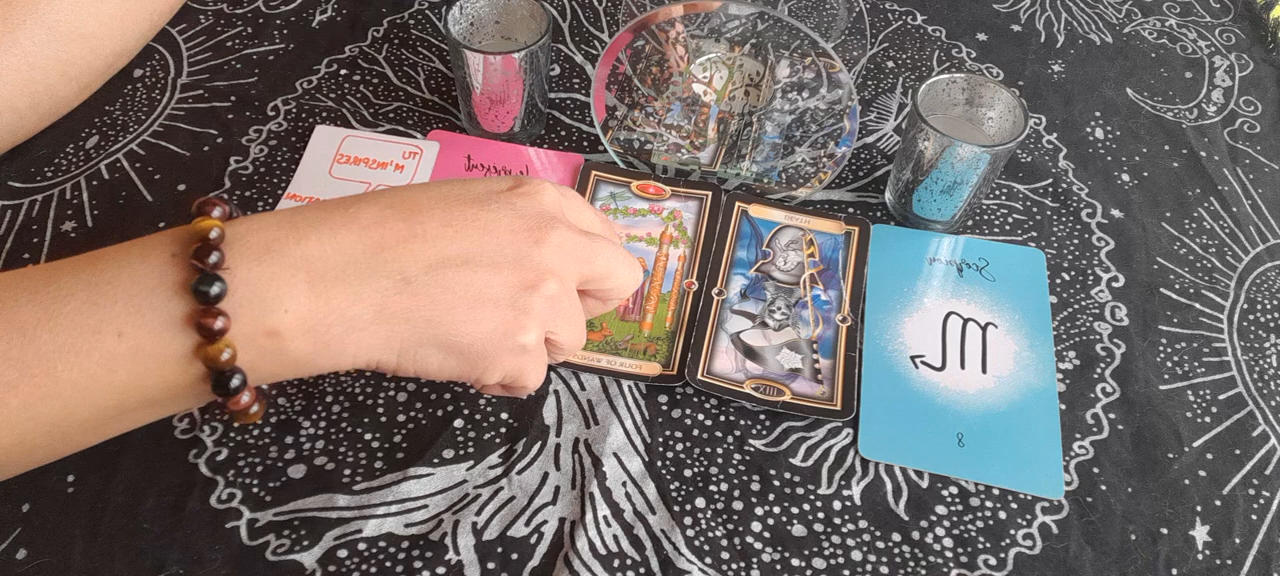 TU
M'INSPIRES
Scorpion
DEATH
FOUR OF WANDS
XIII
8